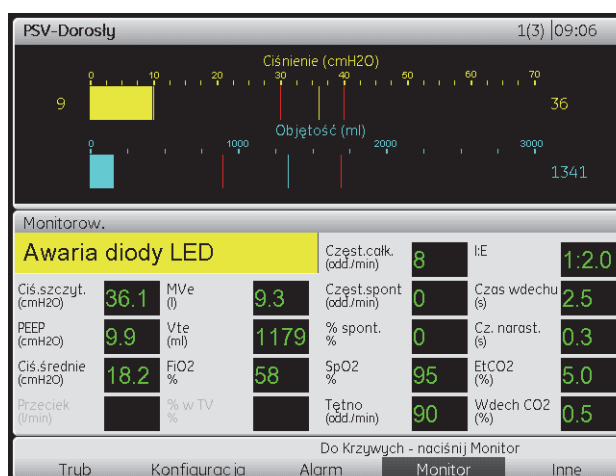 PSV-Dorosły 1(3) 09:06
Ciśnienie (cmH2O)
0 10 20 30 40 50 60 70
9 36
Objętość (ml)
0 1000 2000 3000
1341
Monitorow.
Awaria diody LED
Częst.całk. (odd./min) 8
I:E 1:2.0
Ciś.szczyt. (cmH2O) 36.1
MVe (l) 9.3
Częst.spont (odd./min) 0
Czas wdechu (s) 2.5
PEEP (cmH2O) 9.9
Vte (ml) 1179
% spont. % 0
Cz. narast. (s) 0.3
Ciś.średnie (cmH2O) 18.2
FiO2 % 58
SpO2 % 95
EtCO2 (%) 5.0
Przeciek (l/min)
% w TV %
Tętno (odd./min) 90
Wdech CO2 (%) 0.5
Do Krzywych - naciśnij Monitor
Tryb Konfiguracja Alarm Monitor Inne